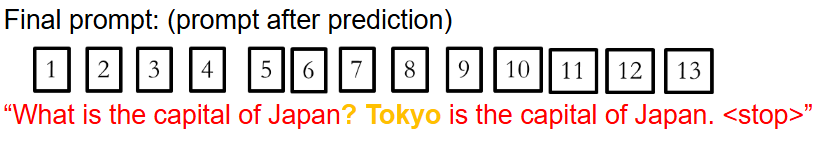 Final prompt: (prompt after prediction)
1 2 3 4 5 6 7 8 9 10 11 12 13
“What is the capital of Japan? Tokyo is the capital of Japan. <stop>”